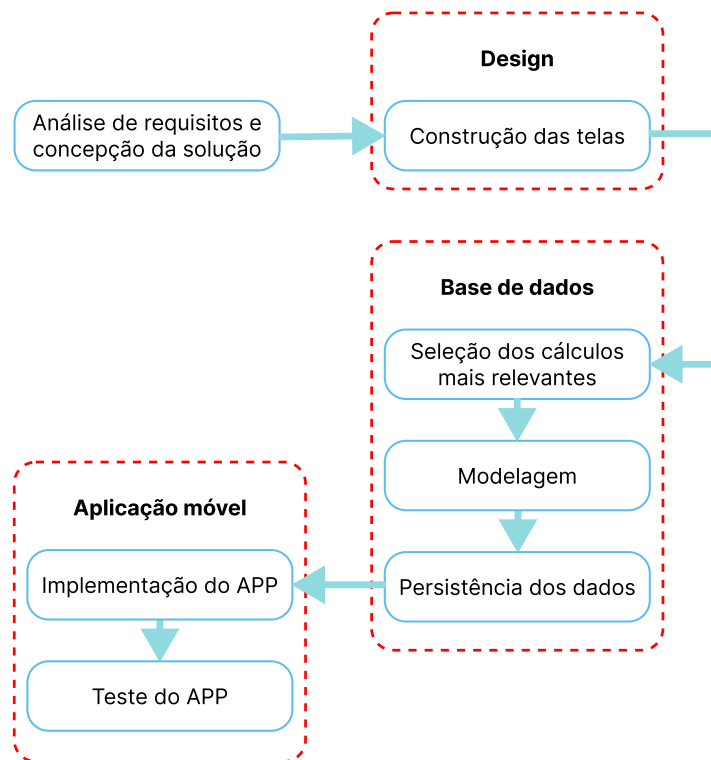 Design
Análise de requisitos e
concepção da solução
Construção das telas
Base de dados
Seleção dos cálculos
mais relevantes
Modelagem
Persistência dos dados
Aplicação móvel
Implementação do APP
Teste do APP